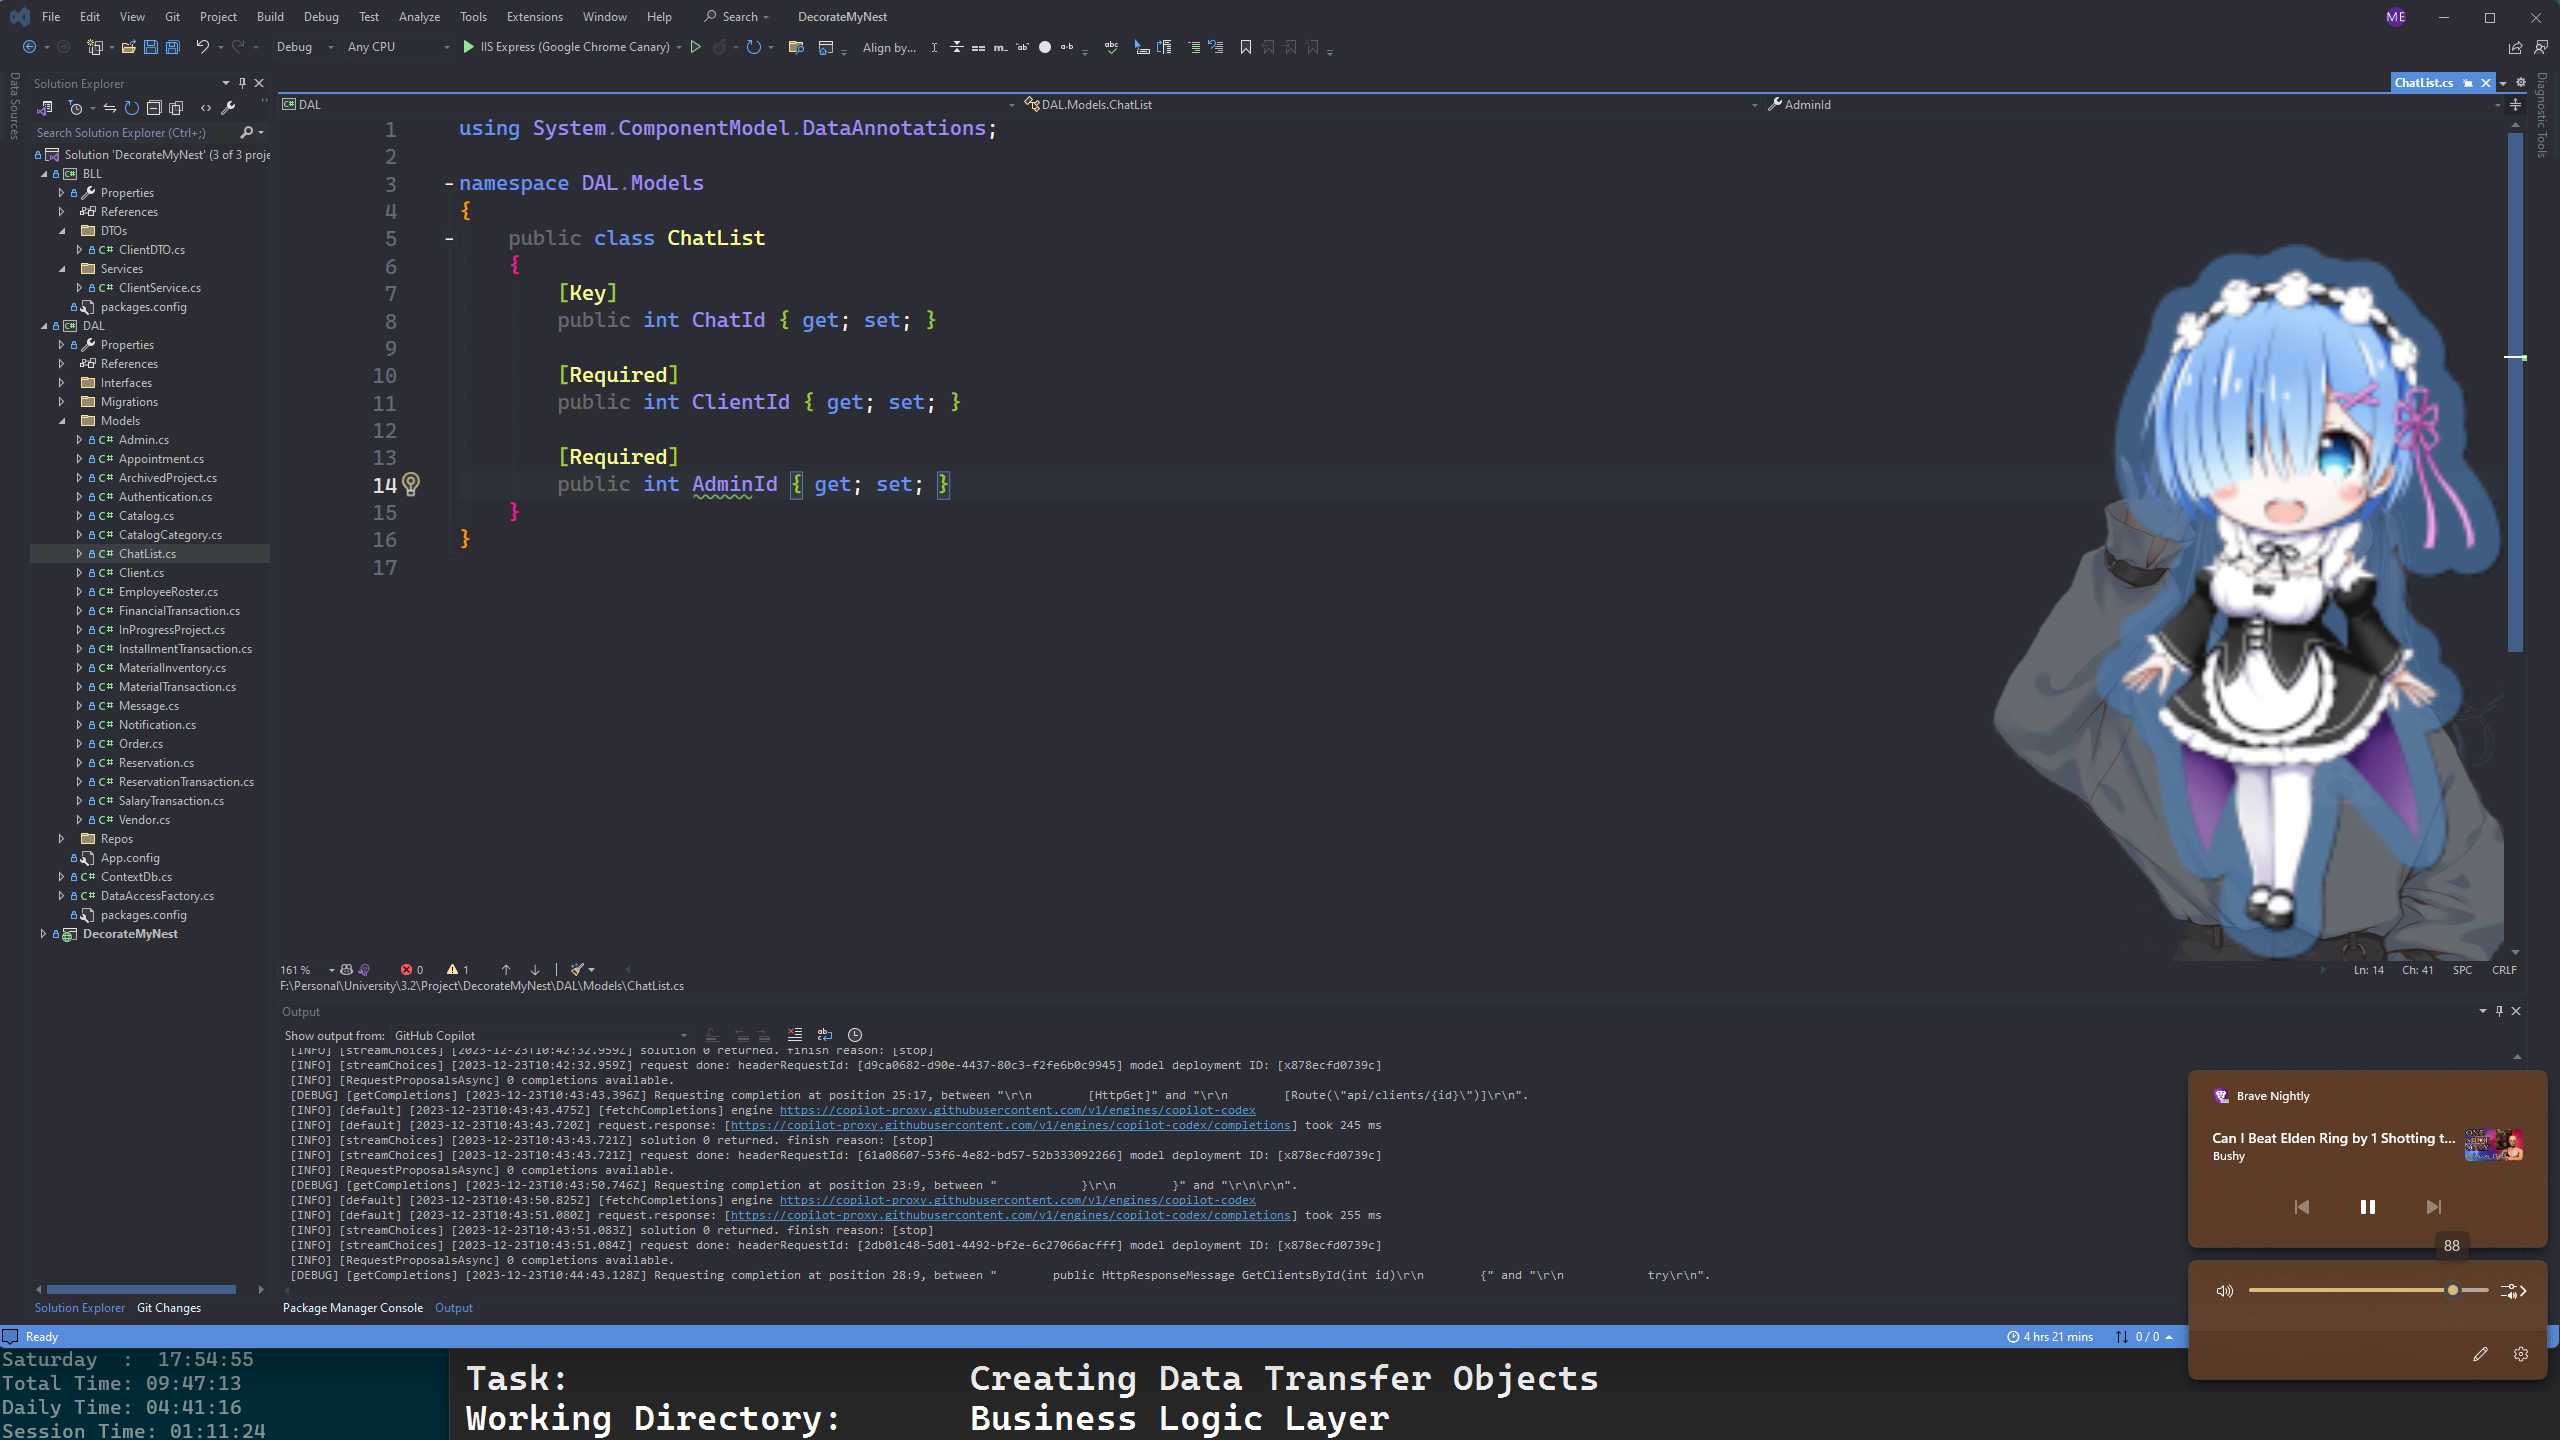 File Edit View Git Project Build Debug Test Analyze Tools Extensions Window Help Search DecorateMyNest ME
Debug Any CPU IIS Express (Google Chrome Canary) Align by...
Data Sources
Solution Explorer
Search Solution Explorer (Ctrl+;)
Solution 'DecorateMyNest' (3 of 3 proje
BLL
Properties
References
DTOs
C# ClientDTO.cs
Services
C# ClientService.cs
packages.config
DAL
Properties
References
Interfaces
Migrations
Models
C# Admin.cs
C# Appointment.cs
C# ArchivedProject.cs
C# Authentication.cs
C# Catalog.cs
C# CatalogCategory.cs
C# ChatList.cs
C# Client.cs
C# EmployeeRoster.cs
C# FinancialTransaction.cs
C# InProgressProject.cs
C# InstallmentTransaction.cs
C# MaterialInventory.cs
C# MaterialTransaction.cs
C# Message.cs
C# Notification.cs
C# Order.cs
C# Reservation.cs
C# ReservationTransaction.cs
C# SalaryTransaction.cs
C# Vendor.cs
Repos
App.config
C# ContextDb.cs
C# DataAccessFactory.cs
packages.config
DecorateMyNest
Solution Explorer Git Changes
ChatList.cs
Diagnostic Tools
C# DAL DAL.Models.ChatList AdminId
1 using System.ComponentModel.DataAnnotations;
2
3 namespace DAL.Models
4 {
5 public class ChatList
6 {
7 [Key]
8 public int ChatId { get; set; }
9
10 [Required]
11 public int ClientId { get; set; }
12
13 [Required]
14 public int AdminId { get; set; }
15 }
16 }
17
161 % 0 1 Ln: 14 Ch: 41 SPC CRLF
F:\Personal\University\3.2\Project\DecorateMyNest\DAL\Models\ChatList.cs
Output
Show output from: GitHub Copilot
[INFO] [streamChoices] [2023-12-23T10:42:32.959Z] solution 0 returned. finish reason: [stop]
[INFO] [streamChoices] [2023-12-23T10:42:32.959Z] request done: headerRequestId: [d9ca0682-d90e-4437-80c3-f2fe6b0c9945] model deployment ID: [x878ecfd0739c]
[INFO] [RequestProposalsAsync] 0 completions available.
[DEBUG] [getCompletions] [2023-12-23T10:43:43.396Z] Requesting completion at position 25:17, between "\r\n [HttpGet]" and "\r\n [Route(\"api/clients/{id}\")]\r\n".
[INFO] [default] [2023-12-23T10:43:43.475Z] [fetchCompletions] engine https://copilot-proxy.githubusercontent.com/v1/engines/copilot-codex
[INFO] [default] [2023-12-23T10:43:43.720Z] request.response: [https://copilot-proxy.githubusercontent.com/v1/engines/copilot-codex/completions] took 245 ms
[INFO] [streamChoices] [2023-12-23T10:43:43.721Z] solution 0 returned. finish reason: [stop]
[INFO] [streamChoices] [2023-12-23T10:43:43.721Z] request done: headerRequestId: [61a08607-53f6-4e82-bd57-52b333092266] model deployment ID: [x878ecfd0739c]
[INFO] [RequestProposalsAsync] 0 completions available.
[DEBUG] [getCompletions] [2023-12-23T10:43:50.746Z] Requesting completion at position 23:9, between " }\r\n }" and "\r\n\r\n".
[INFO] [default] [2023-12-23T10:43:50.825Z] [fetchCompletions] engine https://copilot-proxy.githubusercontent.com/v1/engines/copilot-codex
[INFO] [default] [2023-12-23T10:43:51.080Z] request.response: [https://copilot-proxy.githubusercontent.com/v1/engines/copilot-codex/completions] took 255 ms
[INFO] [streamChoices] [2023-12-23T10:43:51.083Z] solution 0 returned. finish reason: [stop]
[INFO] [streamChoices] [2023-12-23T10:43:51.084Z] request done: headerRequestId: [2db01c48-5d01-4492-bf2e-6c27066acfff] model deployment ID: [x878ecfd0739c]
[INFO] [RequestProposalsAsync] 0 completions available.
[DEBUG] [getCompletions] [2023-12-23T10:44:43.128Z] Requesting completion at position 28:9, between " public HttpResponseMessage GetClientsById(int id)\r\n {" and "\r\n try\r\n".
Package Manager Console Output
Brave Nightly
Can I Beat Elden Ring by 1 Shotting t...
Bushy
88
Ready 4 hrs 21 mins 0 / 0
Saturday : 17:54:55
Total Time: 09:47:13
Daily Time: 04:41:16
Session Time: 01:11:24
Task: Creating Data Transfer Objects
Working Directory: Business Logic Layer